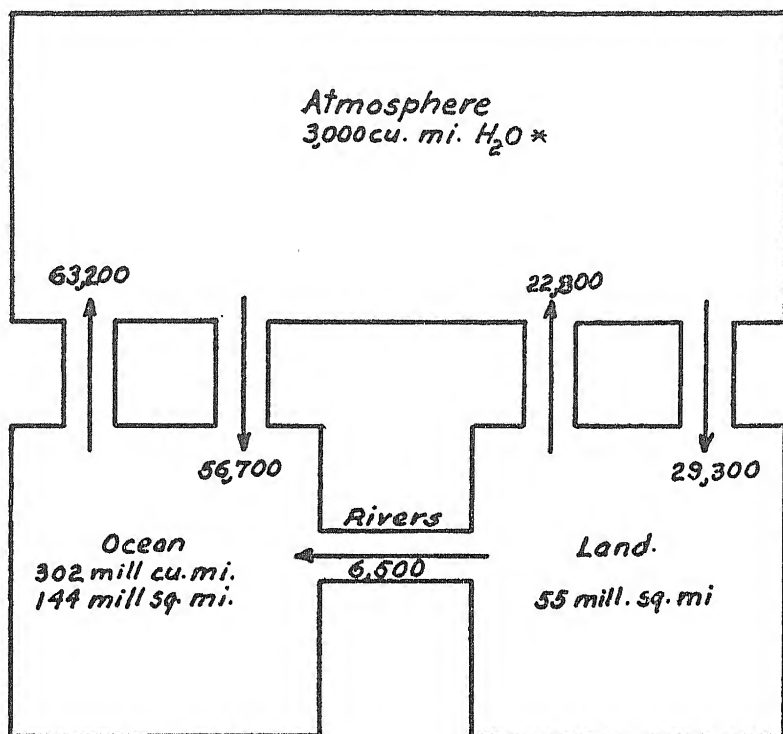 Atmosphere
3,000 cu. mi. H₂O *
63,200
22,800
56,700
29,300
Rivers
6,500
Ocean
302 mill cu. mi.
144 mill sq. mi.
Land.
55 mill. sq. mi